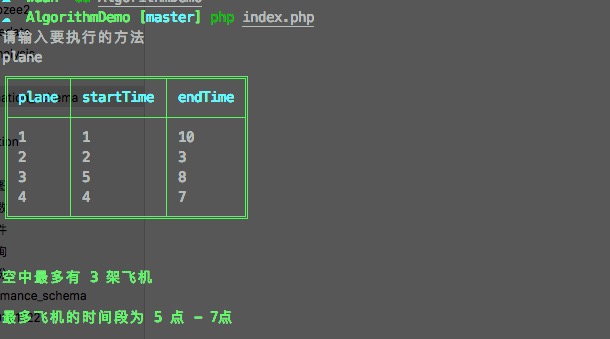 AlgorithmDemo [master] php index.php
请输入要执行的方法
plane
plane startTime endTime
1 1 10
2 2 3
3 5 8
4 4 7
空中最多有 3 架飞机
mance_schema
最多飞机的时间段为 5 点 - 7点